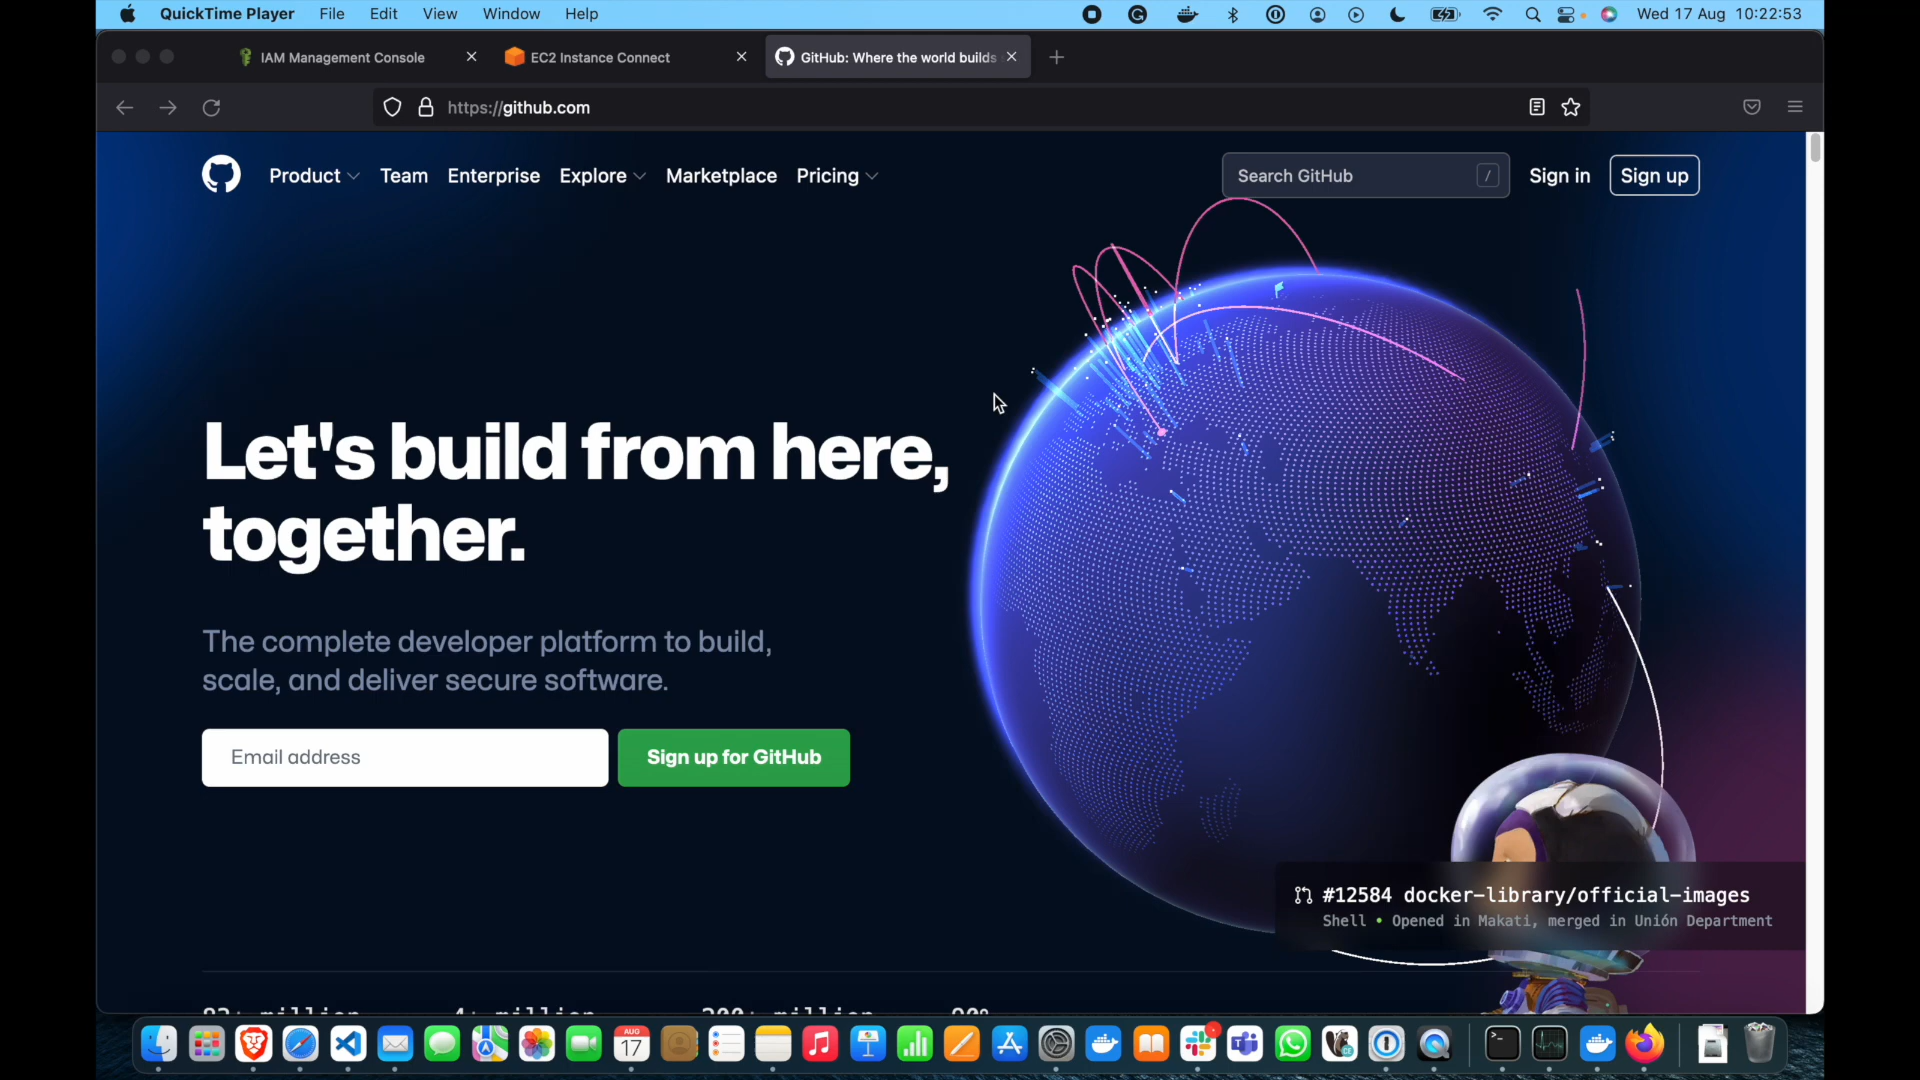 QuickTime Player File Edit View Window Help Wed 17 Aug 10:22:53
IAM Management Console EC2 Instance Connect GitHub: Where the world builds
https://github.com
Product Team Enterprise Explore Marketplace Pricing Search GitHub / Sign in Sign up
Let's build from here,
together.
The complete developer platform to build,
scale, and deliver secure software.
Email address Sign up for GitHub
#12584 docker-library/official-images
Shell • Opened in Makati, merged in Unión Department
AUG
17